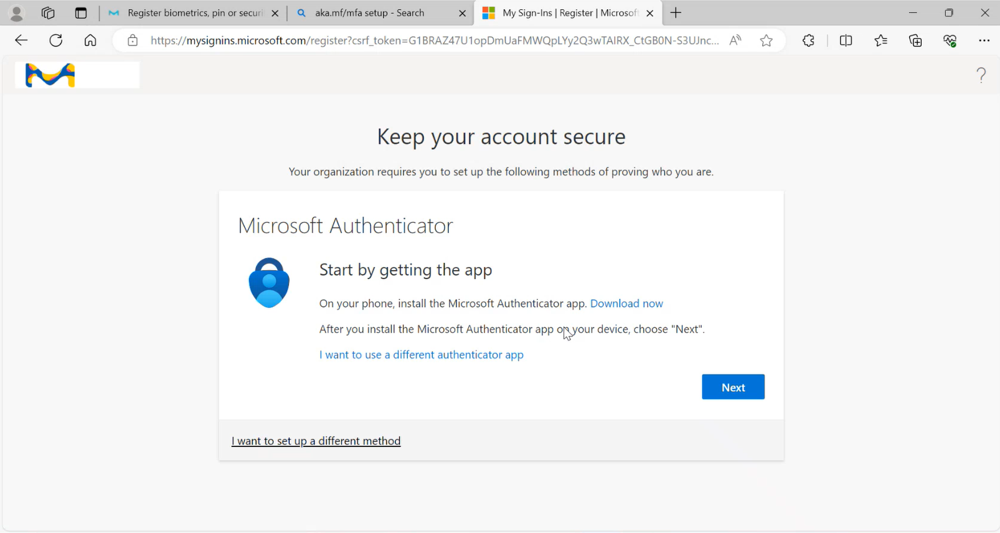 Register biometrics, pin or securi
aka.mf/mfa setup - Search
My Sign-Ins | Register | Microsoft
https://mysignins.microsoft.com/register?csrf_token=G1BRAZ47U1opDmUaFMWQpLYy2Q3wTAIRX_CtGB0N-S3UJnc...
?
Keep your account secure
Your organization requires you to set up the following methods of proving who you are.
Microsoft Authenticator
Start by getting the app
On your phone, install the Microsoft Authenticator app. Download now
After you install the Microsoft Authenticator app on your device, choose "Next".
I want to use a different authenticator app
Next
I want to set up a different method